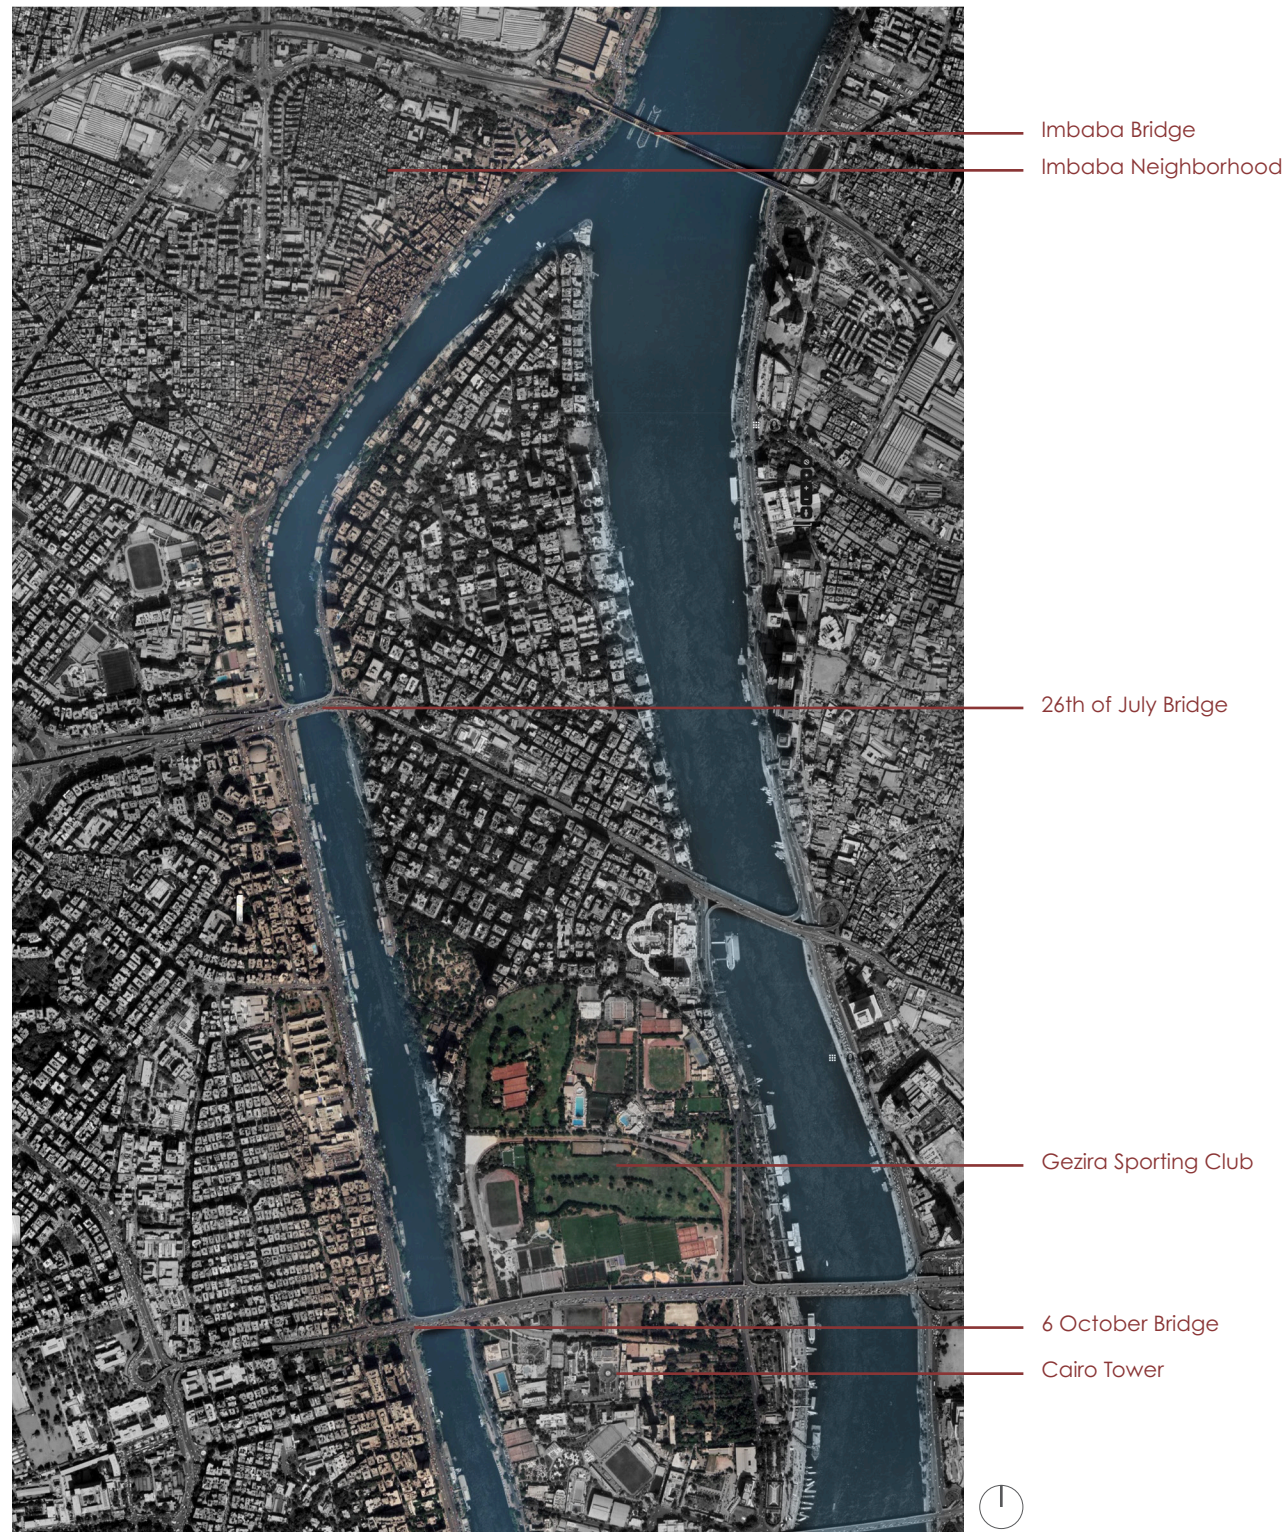 Imbaba Bridge
Imbaba Neighborhood
26th of July Bridge
Gezira Sporting Club
6 October Bridge
Cairo Tower